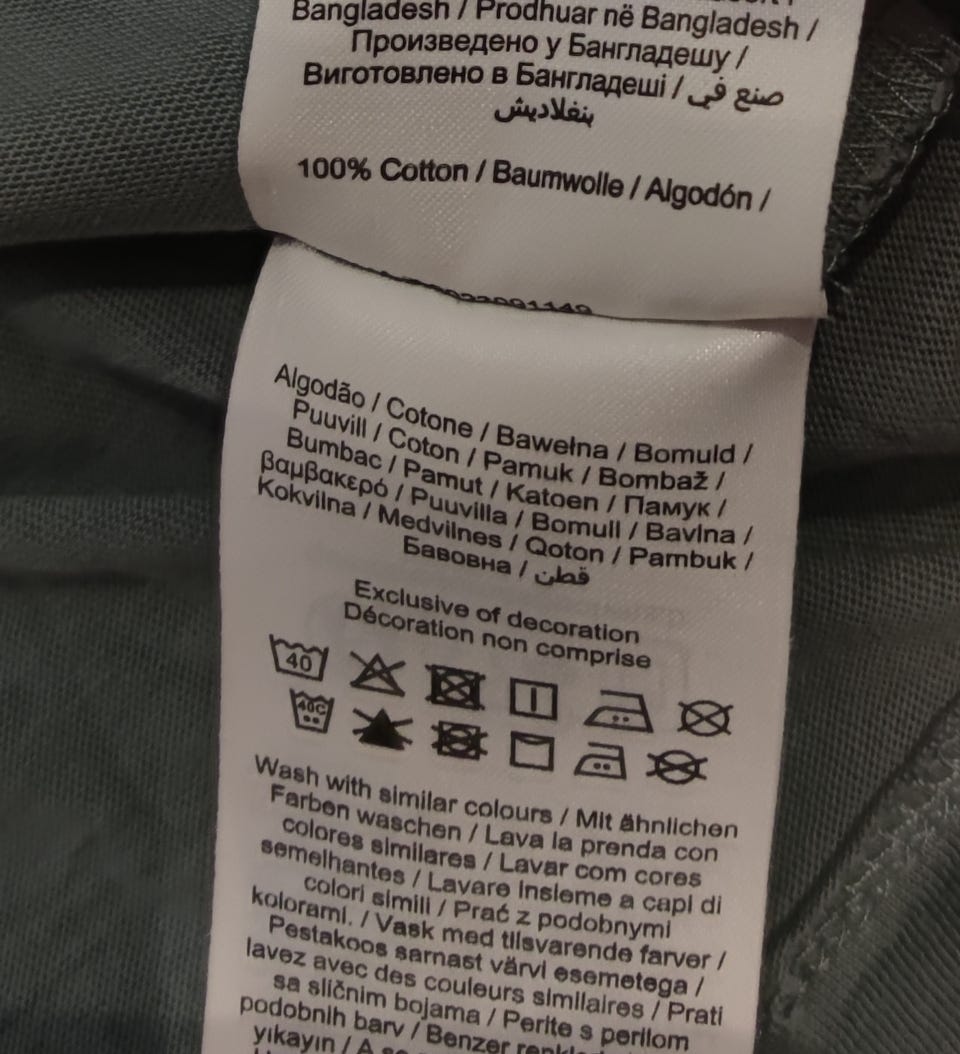 Bangladesh / Prodhuar në Bangladesh /
Произведено у Бангладешу /
Виготовлено в Бангладеші / صنع في
بنغلاديش
100% Cotton / Baumwolle / Algodón /
Algodão / Cotone / Bawełna / Bomuld /
Puuvill / Coton / Pamuk / Bombaž /
Bumbac / Pamut / Katoen / Памук /
βαμβακερό / Puuvilla / Bomull / Bavlna /
Kokvilna / Medvilnes / Qoton / Pambuk /
Бавовна / قطن
Exclusive of decoration
Décoration non comprise
40
40C
Wash with similar colours / Mit ähnlichen
Farben waschen / Lava la prenda con
colores similares / Lavar com cores
semelhantes / Lavare insieme a capi di
colori simili / Prać z podobnymi
kolorami. / Vask med tilsvarende farver /
Pestakoos sarnast värvi esemetega /
lavez avec des couleurs similaires / Prati
sa sličnim bojama / Perite s perilom
podobnih barv / Benzer
yıkayın / A